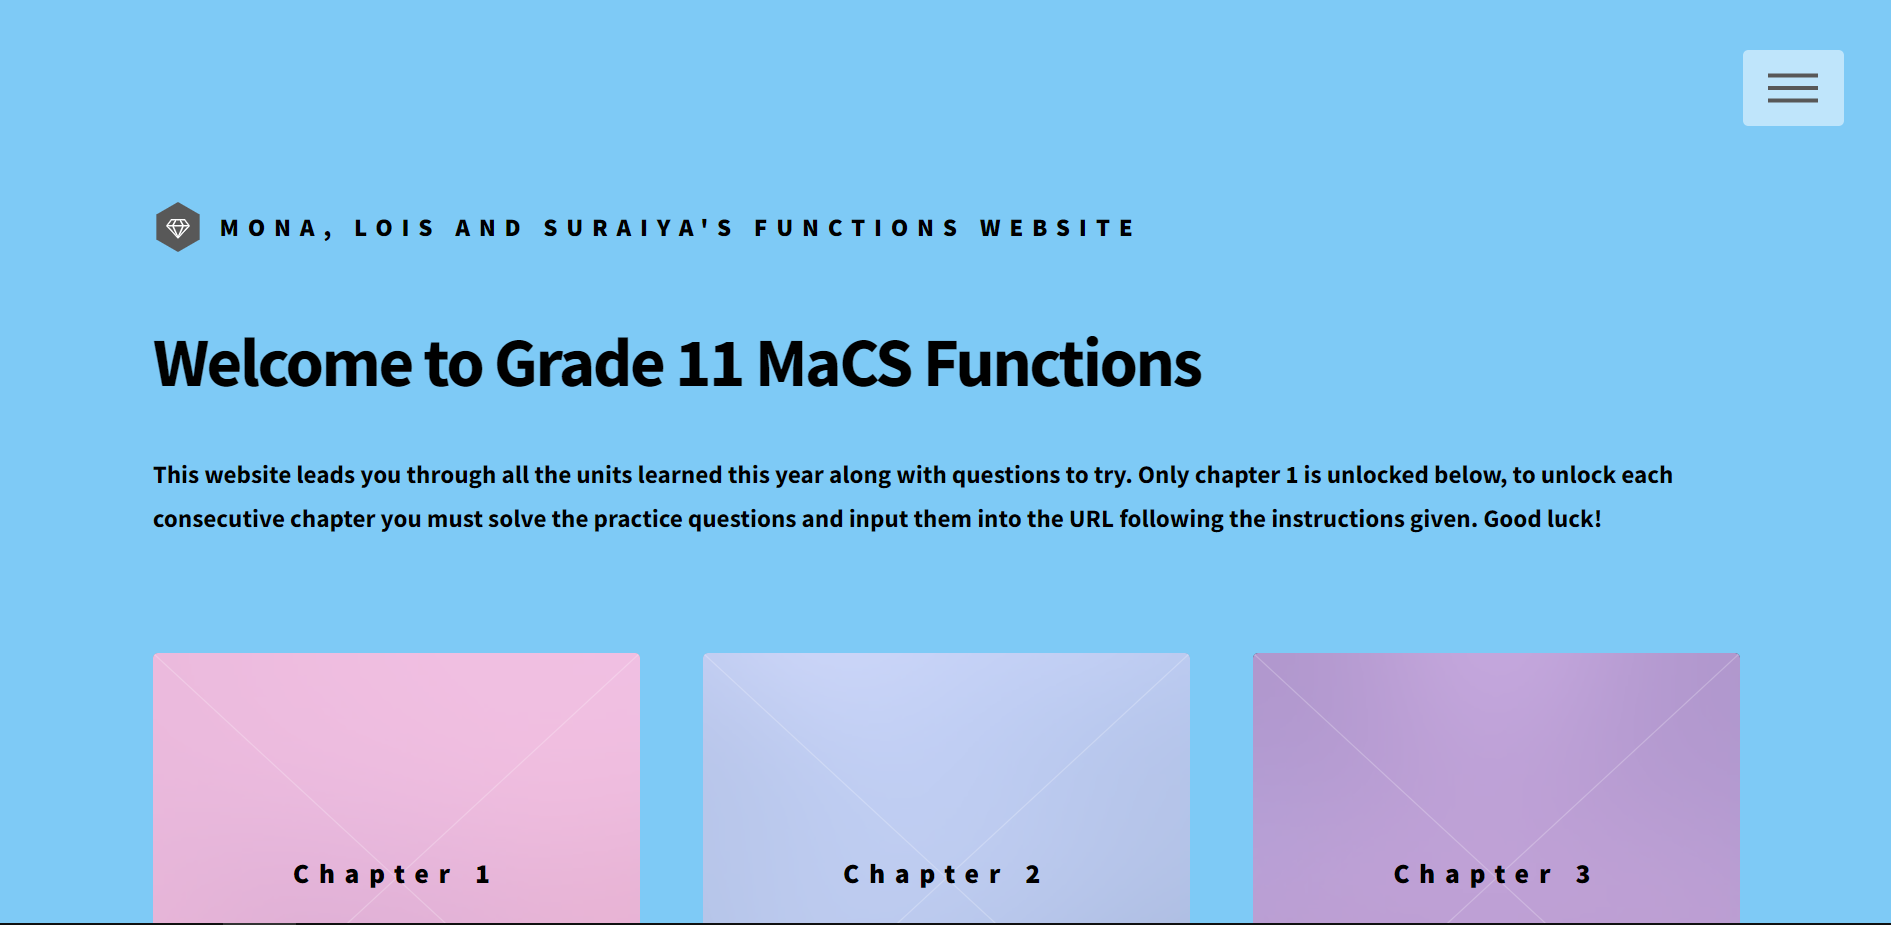 MONA, LOIS AND SURAIYA'S FUNCTIONS WEBSITE
Welcome to Grade 11 MaCS Functions
This website leads you through all the units learned this year along with questions to try. Only chapter 1 is unlocked below, to unlock each
consecutive chapter you must solve the practice questions and input them into the URL following the instructions given. Good luck!
Chapter 1
Chapter 2
Chapter 3